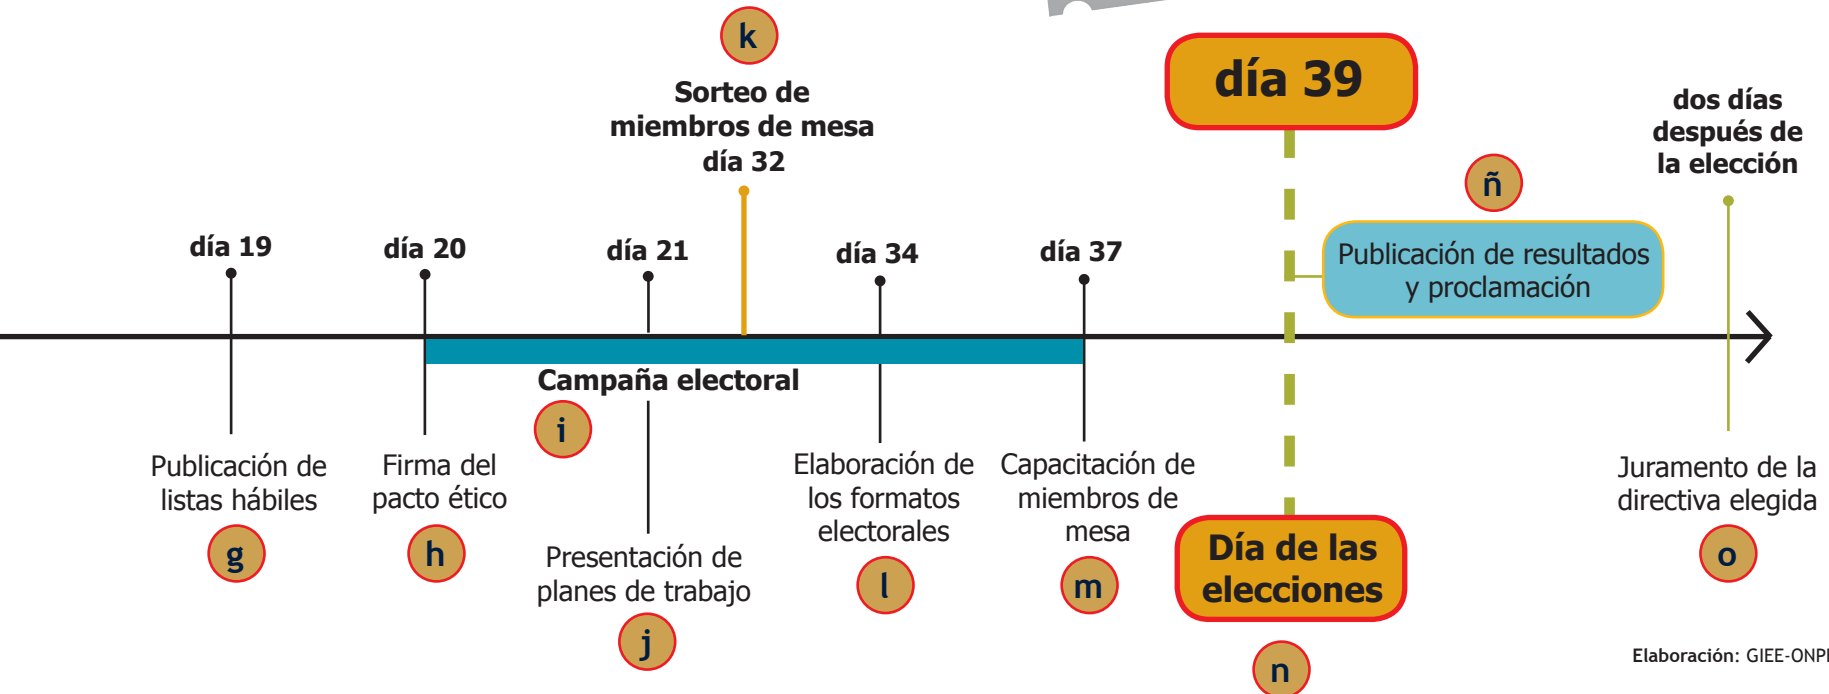 k
Sorteo de
miembros de mesa
día 32
día 39
dos días
después de
la elección
ñ
Publicación de resultados
y proclamación
día 19
día 20
día 21
día 34
día 37
Campaña electoral
i
Publicación de
listas hábiles
g
Firma del
pacto ético
h
Presentación de
planes de trabajo
j
Elaboración de
los formatos
electorales
l
Capacitación de
miembros de
mesa
m
Día de las
elecciones
n
Juramento de la
directiva elegida
o
Elaboración: GIEE-ONP